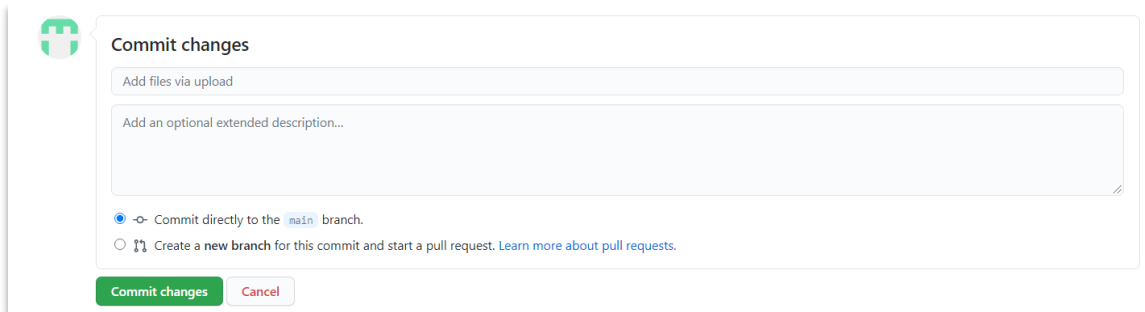 Commit changes
Add files via upload
Add an optional extended description...
Commit directly to the main branch.
Create a new branch for this commit and start a pull request. Learn more about pull requests.
Commit changes
Cancel